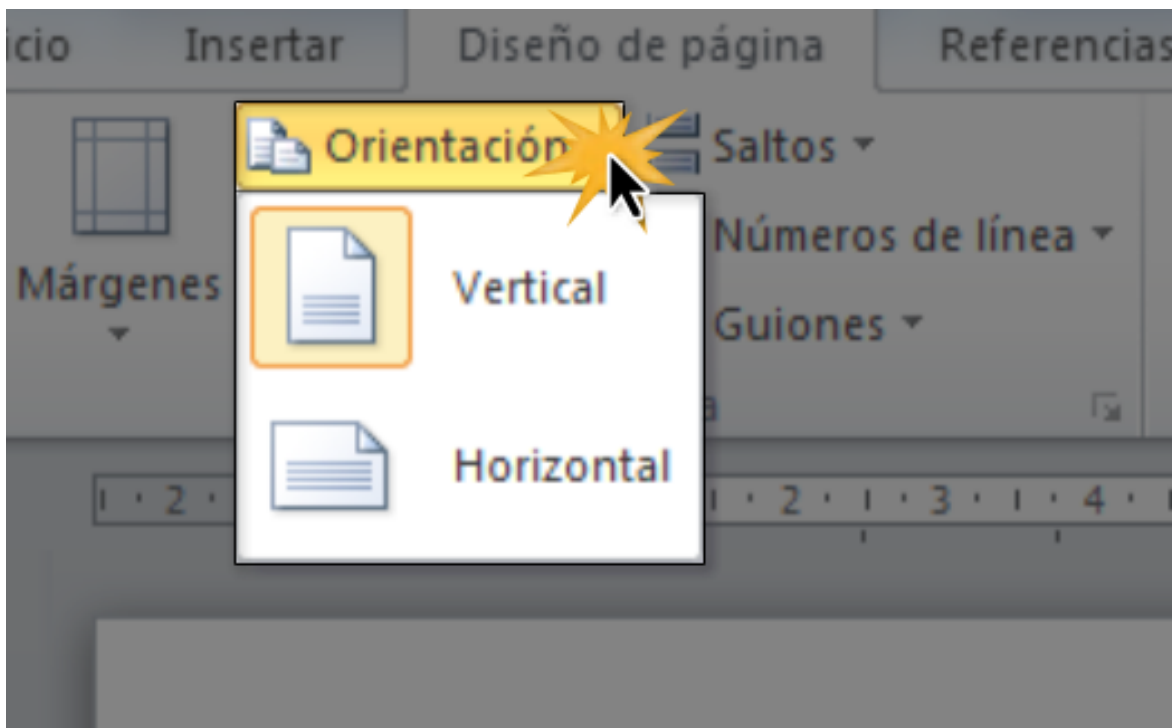 icio Insertar Diseño de página Referencias
Orientación Saltos
Números de línea
Márgenes Vertical
Guiones
a
Horizontal
2 2 3 4